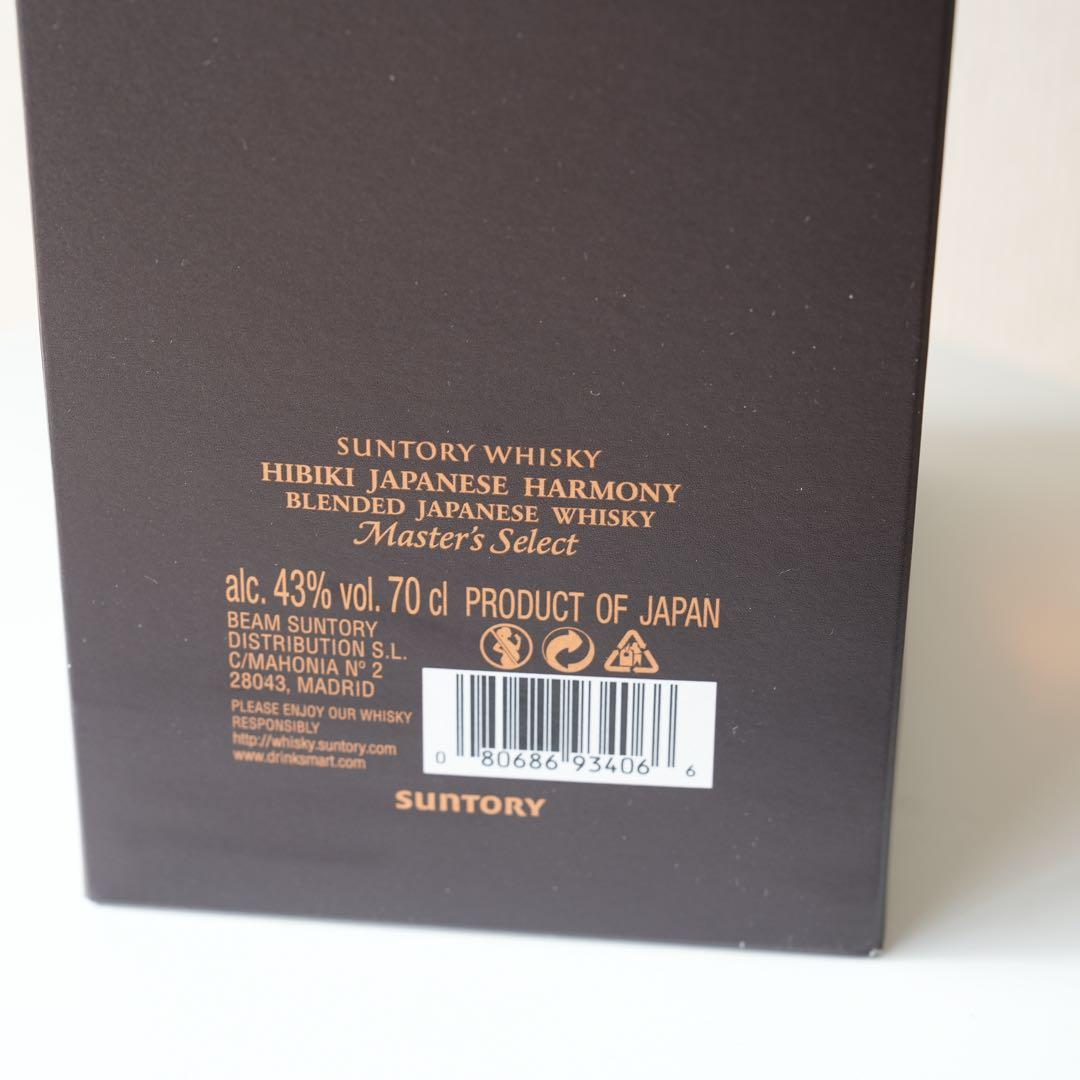 SUNTORY WHISKY
HIBIKI JAPANESE HARMONY
BLENDED JAPANESE WHISKY
Master's Select
alc. 43% vol. 70 cl PRODUCT OF JAPAN
BEAM SUNTORY
DISTRIBUTION S.L.
C/MAHONIA Nº 2
28043, MADRID
PLEASE ENJOY OUR WHISKY
RESPONSIBLY
http://whisky.suntory.com
www.drinksmart.com
0 80686 93406 6
SUNTORY